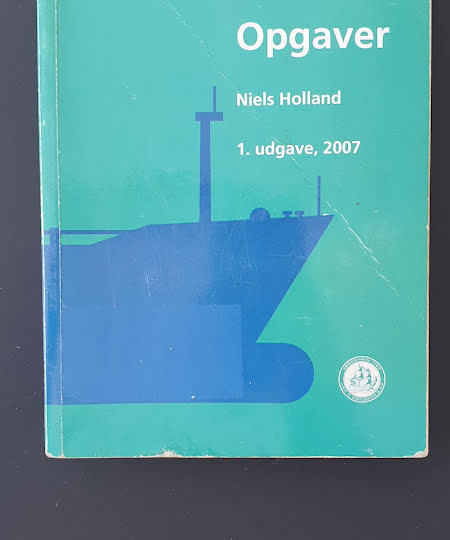 Opgaver
Niels Holland
1. udgave, 2007